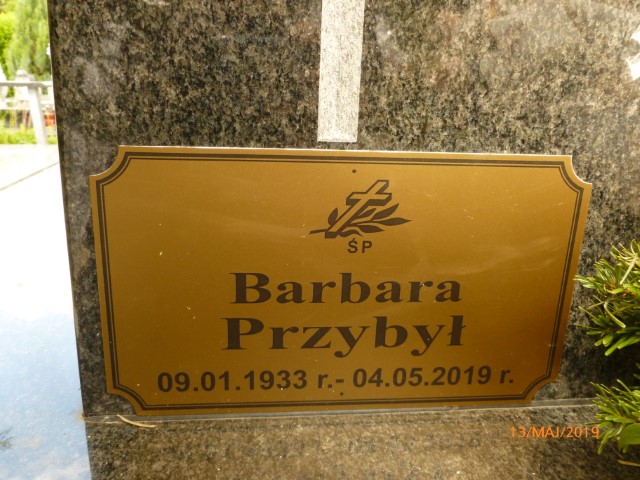 ŚP
Barbara
Przybył
09.01.1933 r.- 04.05.2019 r.
13/MAJ/2019